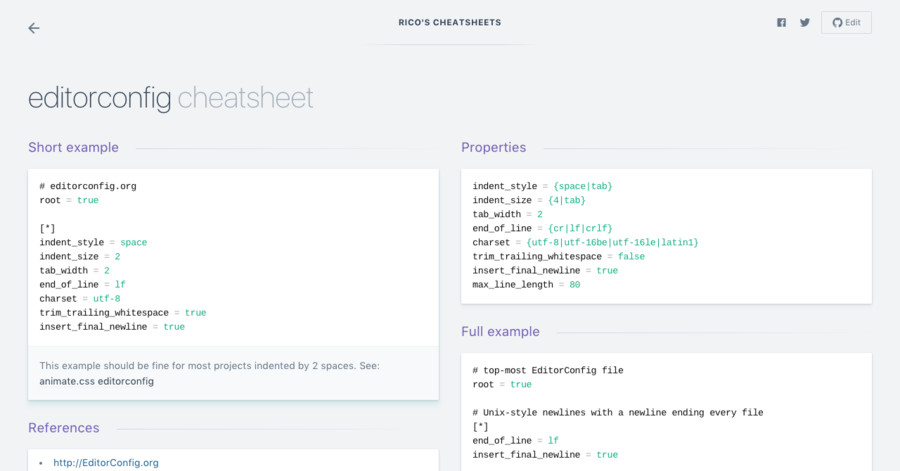 RICO'S CHEATSHEETS
Edit
editorconfig cheatsheet
Short example
# editorconfig.org
root = true
[*]
indent_style = space
indent_size = 2
tab_width = 2
end_of_line = lf
charset = utf-8
trim_trailing_whitespace = true
insert_final_newline = true
This example should be fine for most projects indented by 2 spaces. See:
animate.css editorconfig
References
• http://EditorConfig.org
Properties
indent_style = {space|tab}
indent_size = {4|tab}
tab_width = 2
end_of_line = {cr|lf|crlf}
charset = {utf-8|utf-16be|utf-16le|latin1}
trim_trailing_whitespace = false
insert_final_newline = true
max_line_length = 80
Full example
# top-most EditorConfig file
root = true
# Unix-style newlines with a newline ending every file
[*]
end_of_line = lf
insert_final_newline = true